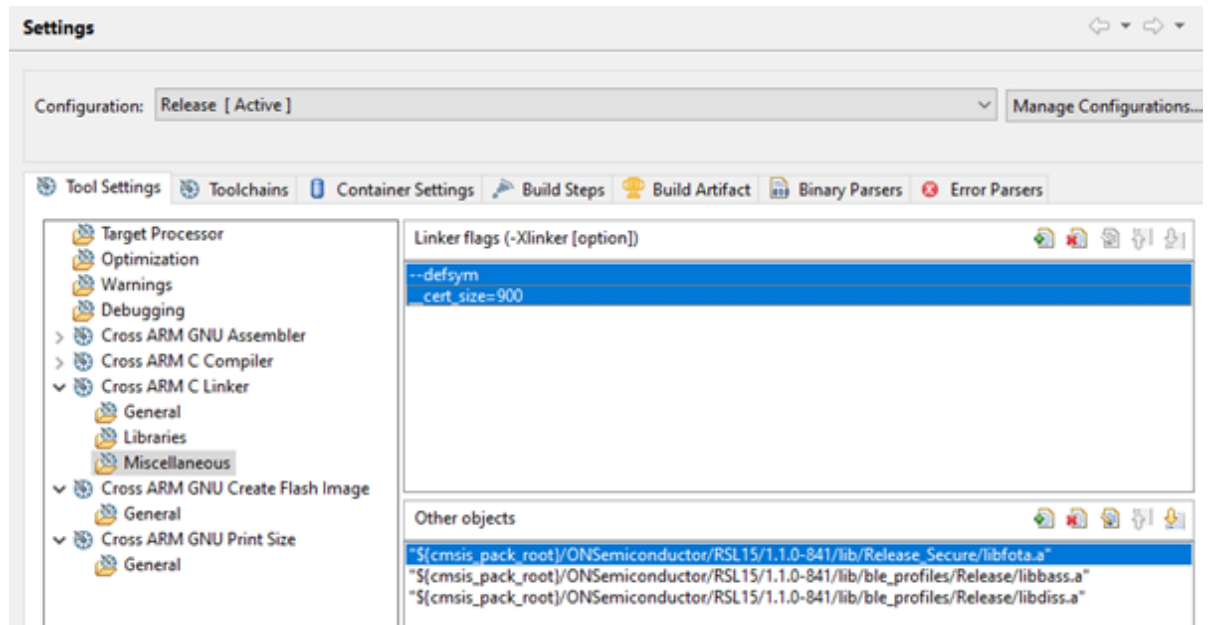 Settings
Configuration: Release [ Active ] Manage Configurations...
Tool Settings Toolchains Container Settings Build Steps Build Artifact Binary Parsers Error Parsers
Target Processor
Optimization
Warnings
Debugging
Cross ARM GNU Assembler
Cross ARM C Compiler
Cross ARM C Linker
General
Libraries
Miscellaneous
Cross ARM GNU Create Flash Image
General
Cross ARM GNU Print Size
General
Linker flags (-Xlinker [option])
--defsym
__cert_size=900
Other objects
"${cmsis_pack_root}/ONSemiconductor/RSL15/1.1.0-841/lib/Release_Secure/libfota.a"
"${cmsis_pack_root}/ONSemiconductor/RSL15/1.1.0-841/lib/ble_profiles/Release/libbass.a"
"${cmsis_pack_root}/ONSemiconductor/RSL15/1.1.0-841/lib/ble_profiles/Release/libdiss.a"